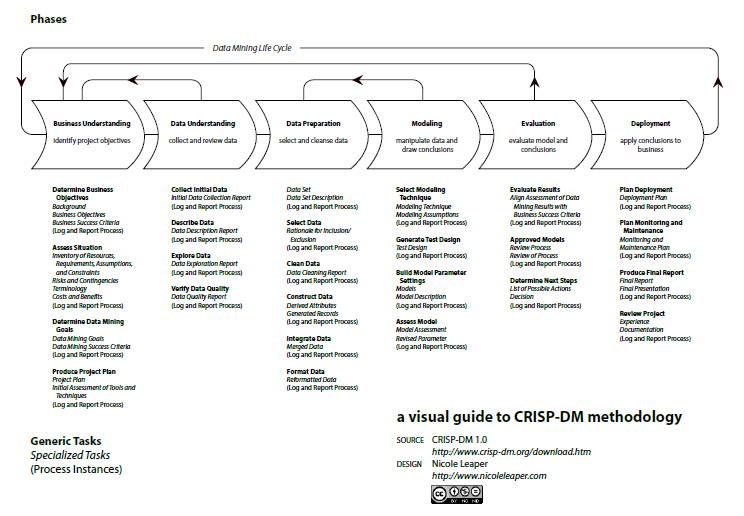 Phases
Data Mining Life Cycle
Business Understanding
identify project objectives
Data Understanding
collect and review data
Data Preparation
select and cleanse data
Modeling
manipulate data and
draw conclusions
Evaluation
evaluate model and
conclusions
Deployment
apply conclusions to
business
Determine Business
Objectives
Background
Business Objectives
Business Success Criteria
(Log and Report Process)
Assess Situation
Inventory of Resources,
Requirements, Assumptions,
and Constraints
Risks and Contingencies
Terminology
Costs and Benefits
(Log and Report Process)
Determine Data Mining
Goals
Data Mining Goals
Data Mining Success Criteria
(Log and Report Process)
Produce Project Plan
Project Plan
Initial Assessment of Tools and
Techniques
(Log and Report Process)
Collect Initial Data
Initial Data Collection Report
(Log and Report Process)
Describe Data
Data Description Report
(Log and Report Process)
Explore Data
Data Exploration Report
(Log and Report Process)
Verify Data Quality
Data Quality Report
(Log and Report Process)
Data Set
Data Set Description
(Log and Report Process)
Select Data
Rationale for Inclusion/
Exclusion
(Log and Report Process)
Clean Data
Data Cleaning Report
(Log and Report Process)
Construct Data
Derived Attributes
Generated Records
(Log and Report Process)
Integrate Data
Merged Data
(Log and Report Process)
Format Data
Reformatted Data
(Log and Report Process)
Select Modeling
Technique
Modeling Technique
Modeling Assumptions
(Log and Report Process)
Generate Test Design
Test Design
(Log and Report Process)
Build Model Parameter
Settings
Models
Model Description
(Log and Report Process)
Assess Model
Model Assessment
Revised Parameter
(Log and Report Process)
Evaluate Results
Align Assessment of Data
Mining Results with
Business Success Criteria
(Log and Report Process)
Approved Models
Review Process
Review of Process
(Log and Report Process)
Determine Next Steps
List of Possible Actions
Decision
(Log and Report Process)
Plan Deployment
Deployment Plan
(Log and Report Process)
Plan Monitoring and
Maintenance
Monitoring and
Maintenance Plan
(Log and Report Process)
Produce Final Report
Final Report
Final Presentation
(Log and Report Process)
Review Project
Experience
Documentation
(Log and Report Process)
Generic Tasks
Specialized Tasks
(Process Instances)
a visual guide to CRISP-DM methodology
SOURCE CRISP-DM 1.0
http://www.crisp-dm.org/download.htm
DESIGN Nicole Leaper
http://www.nicoleleaper.com
cc
BY NC ND